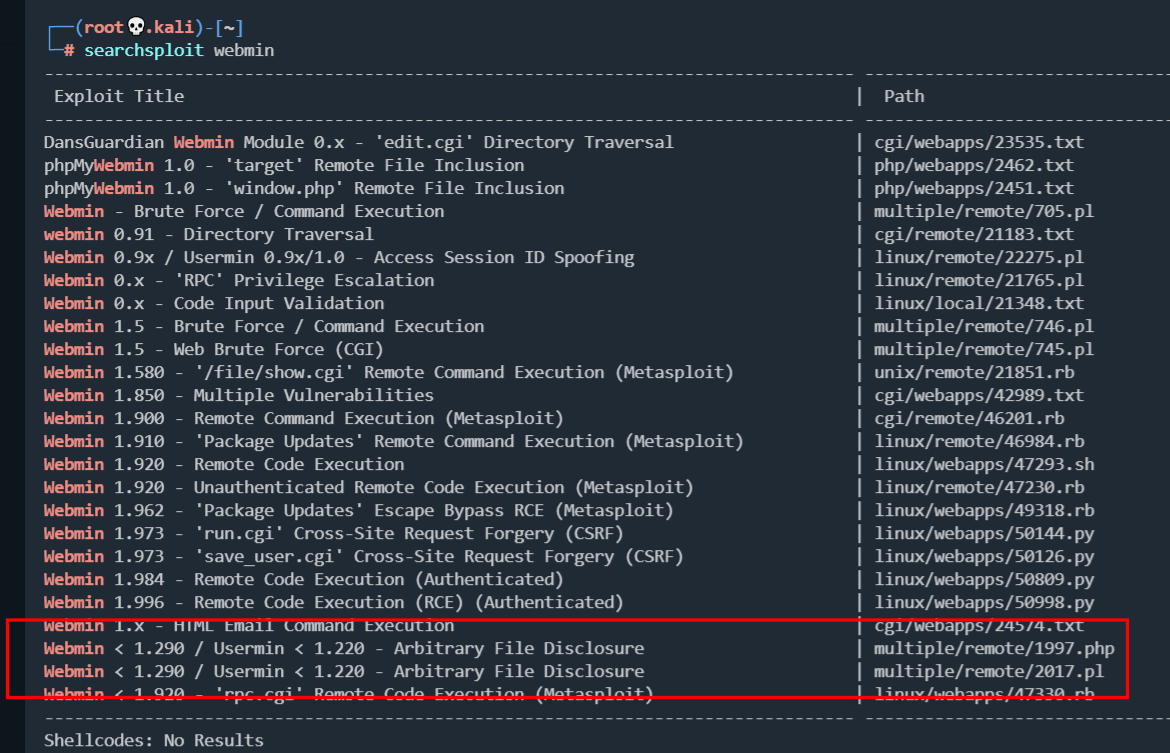 ┌──(root💀.kali)-[~]
└─# searchsploit webmin
---------------------------------------------------------------------------------- --------------------------------
Exploit Title | Path
---------------------------------------------------------------------------------- --------------------------------
DansGuardian Webmin Module 0.x - 'edit.cgi' Directory Traversal | cgi/webapps/23535.txt
phpMyWebmin 1.0 - 'target' Remote File Inclusion | php/webapps/2462.txt
phpMyWebmin 1.0 - 'window.php' Remote File Inclusion | php/webapps/2451.txt
Webmin - Brute Force / Command Execution | multiple/remote/705.pl
webmin 0.91 - Directory Traversal | cgi/remote/21183.txt
Webmin 0.9x / Usermin 0.9x/1.0 - Access Session ID Spoofing | linux/remote/22275.pl
Webmin 0.x - 'RPC' Privilege Escalation | linux/remote/21765.pl
Webmin 0.x - Code Input Validation | linux/local/21348.txt
Webmin 1.5 - Brute Force / Command Execution | multiple/remote/746.pl
Webmin 1.5 - Web Brute Force (CGI) | multiple/remote/745.pl
Webmin 1.580 - '/file/show.cgi' Remote Command Execution (Metasploit) | unix/remote/21851.rb
Webmin 1.850 - Multiple Vulnerabilities | cgi/webapps/42989.txt
Webmin 1.900 - Remote Command Execution (Metasploit) | cgi/remote/46201.rb
Webmin 1.910 - 'Package Updates' Remote Command Execution (Metasploit) | linux/remote/46984.rb
Webmin 1.920 - Remote Code Execution | linux/webapps/47293.sh
Webmin 1.920 - Unauthenticated Remote Code Execution (Metasploit) | linux/remote/47230.rb
Webmin 1.962 - 'Package Updates' Escape Bypass RCE (Metasploit) | linux/webapps/49318.rb
Webmin 1.973 - 'run.cgi' Cross-Site Request Forgery (CSRF) | linux/webapps/50144.py
Webmin 1.973 - 'save_user.cgi' Cross-Site Request Forgery (CSRF) | linux/webapps/50126.py
Webmin 1.984 - Remote Code Execution (Authenticated) | linux/webapps/50809.py
Webmin 1.996 - Remote Code Execution (RCE) (Authenticated) | linux/webapps/50998.py
Webmin 1.x - HTML Email Command Execution | cgi/webapps/24574.txt
Webmin < 1.290 / Usermin < 1.220 - Arbitrary File Disclosure | multiple/remote/1997.php
Webmin < 1.290 / Usermin < 1.220 - Arbitrary File Disclosure | multiple/remote/2017.pl
Webmin < 1.920 - 'rpc.cgi' Remote Code Execution (Metasploit) | linux/webapps/47330.rb
---------------------------------------------------------------------------------- --------------------------------
Shellcodes: No Results